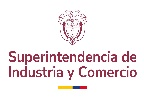 Superintendencia de
Industria y Comercio